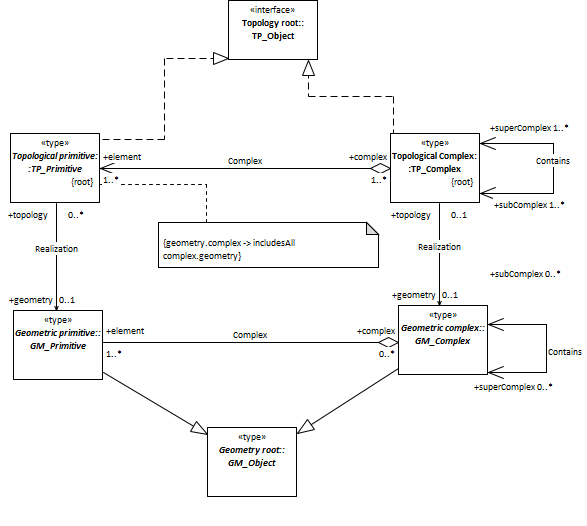 «interface»
Topology root::
TP_Object
«type»
Topological primitive:
:TP_Primitive
{root}
+element
1..*
Complex
+complex
1..*
«type»
Topological Complex:
:TP_Complex
{root}
+superComplex 1..*
Contains
+subComplex 1..*
+topology 0..*
Realization
+geometry 0..1
{geometry.complex -> includesAll
complex.geometry}
+topology 0..1
Realization
+geometry 0..1
+subComplex 0..*
«type»
Geometric primitive::
GM_Primitive
+element
1..*
Complex
+complex
0..*
«type»
Geometric complex::
GM_Complex
Contains
+superComplex 0..*
«type»
Geometry root::
GM_Object